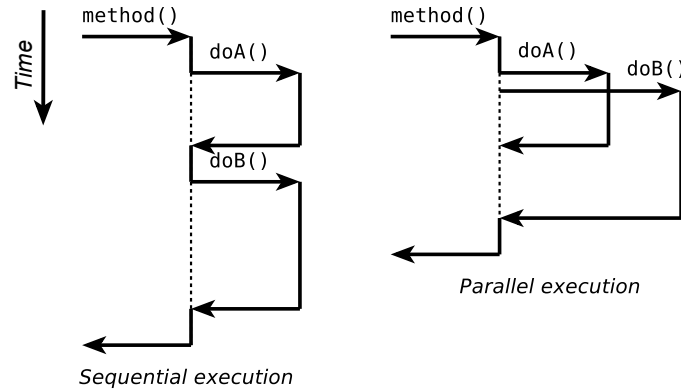 method()
doA()
doB()
Time
Sequential execution
method()
doA()
doB()
Parallel execution